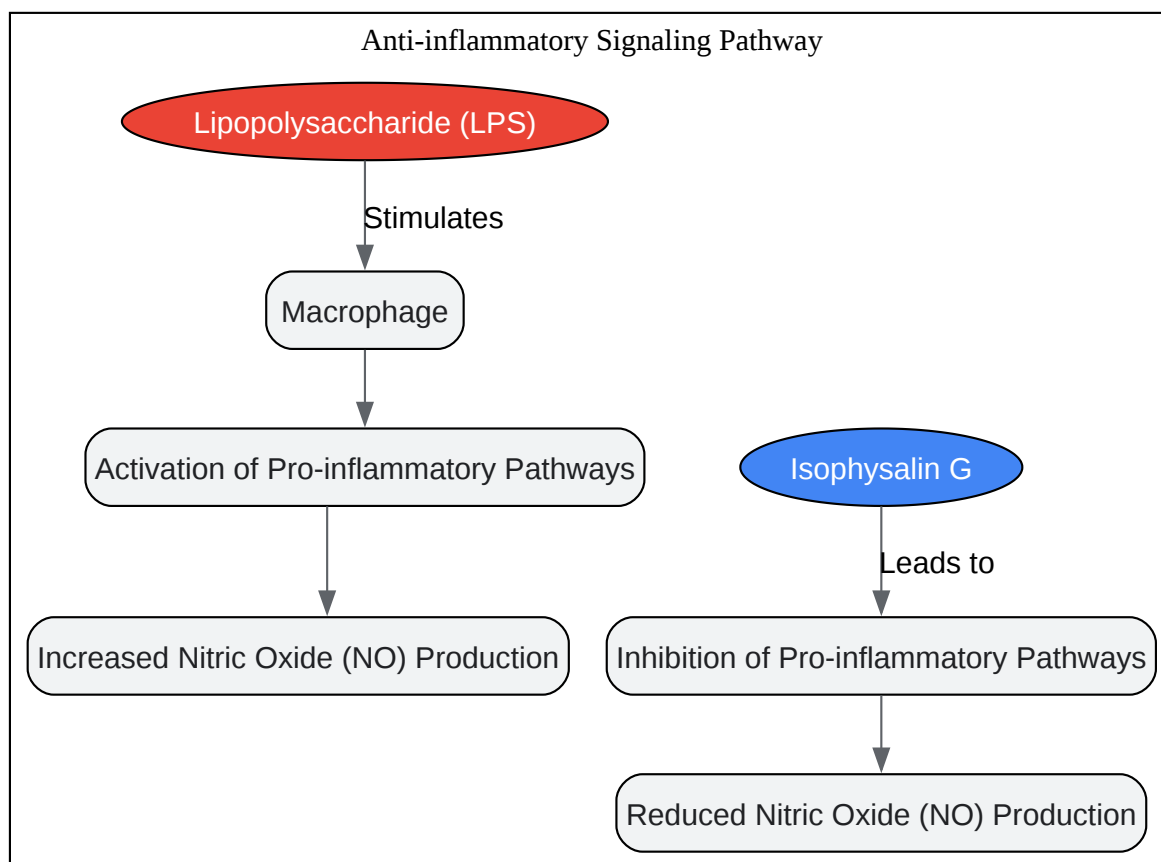 Anti-inflammatory Signaling Pathway
Lipopolysaccharide (LPS)
Stimulates
Macrophage
Activation of Pro-inflammatory Pathways
Isophysalin G
Leads to
Increased Nitric Oxide (NO) Production
Inhibition of Pro-inflammatory Pathways
Reduced Nitric Oxide (NO) Production